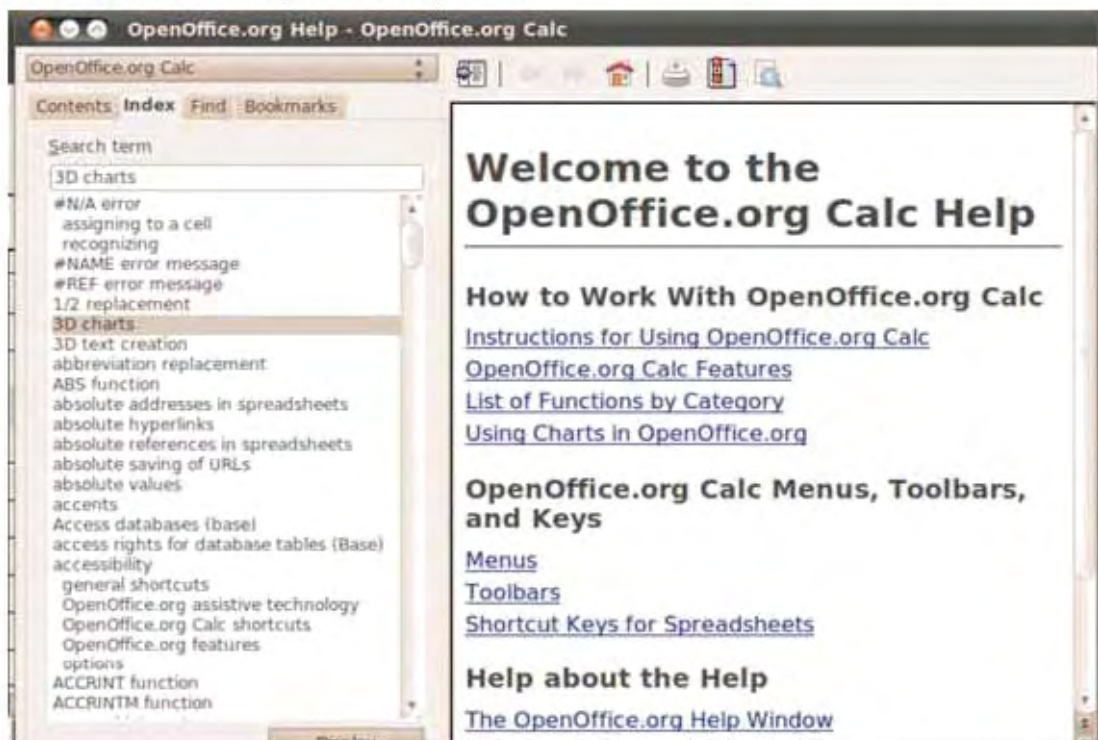 OpenOffice.org Help - OpenOffice.org Calc
OpenOffice.org Calc
Contents Index Find Bookmarks
Search term
3D charts
#N/A error
assigning to a cell
recognizing
#NAME error message
#REF error message
1/2 replacement
3D charts
3D text creation
abbreviation replacement
ABS function
absolute addresses in spreadsheets
absolute hyperlinks
absolute references in spreadsheets
absolute saving of URLs
absolute values
accents
Access databases (base)
access rights for database tables (Base)
accessibility
general shortcuts
OpenOffice.org assistive technology
OpenOffice.org Calc shortcuts
OpenOffice.org features
options
ACCRINT function
ACCRINTM function
Welcome to the
OpenOffice.org Calc Help
How to Work With OpenOffice.org Calc
Instructions for Using OpenOffice.org Calc
OpenOffice.org Calc Features
List of Functions by Category
Using Charts in OpenOffice.org
OpenOffice.org Calc Menus, Toolbars,
and Keys
Menus
Toolbars
Shortcut Keys for Spreadsheets
Help about the Help
The OpenOffice.org Help Window